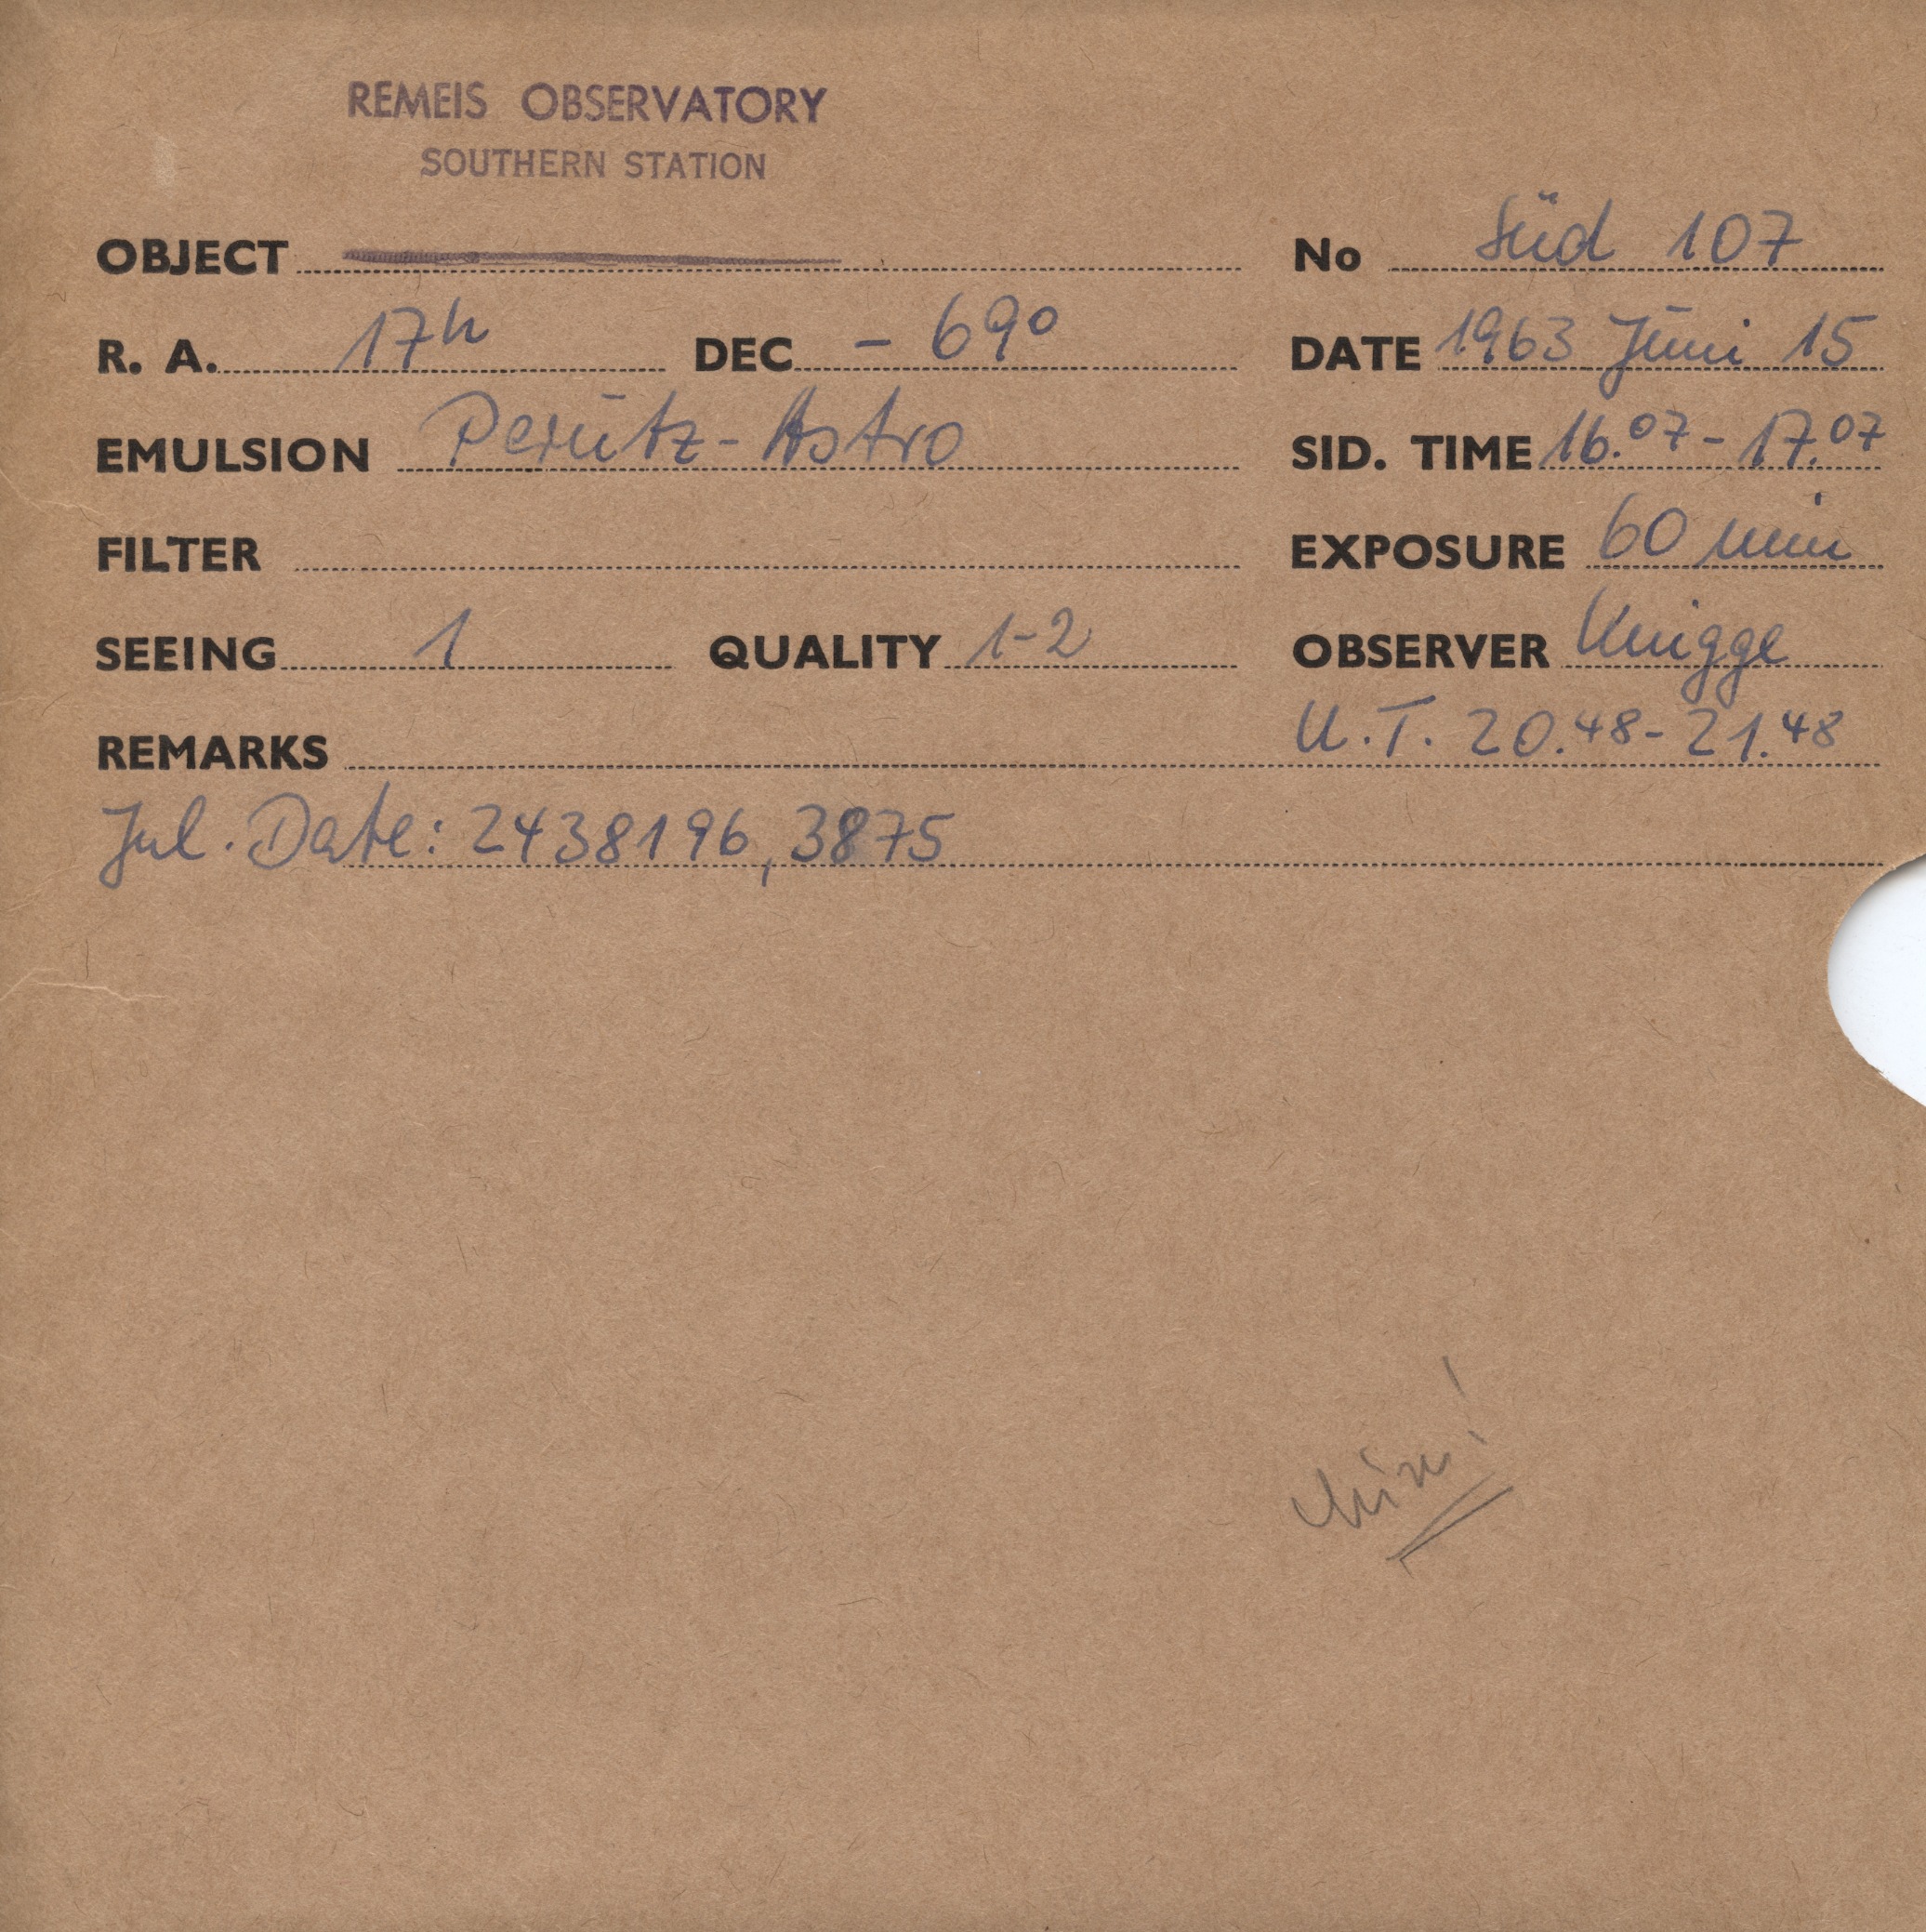 REMEIS OBSERVATORY
SOUTHERN STATION
OBJECT No Süd 107
R. A. 17h DEC - 69° DATE 1963 Juni 15
EMULSION Perutz-Astro SID. TIME 16.07 - 17.07
FILTER EXPOSURE 60 min
SEEING 1 QUALITY 1-2 OBSERVER Knigge
REMARKS U.T. 20.48 - 21.48
Jul. Date: 2438196,3875